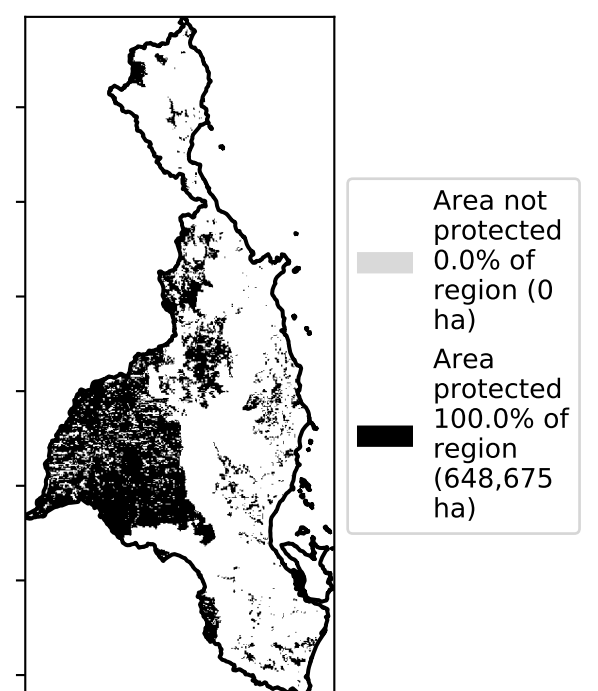 Area not
protected
0.0% of
region (0
ha)
Area
protected
100.0% of
region
(648,675
ha)